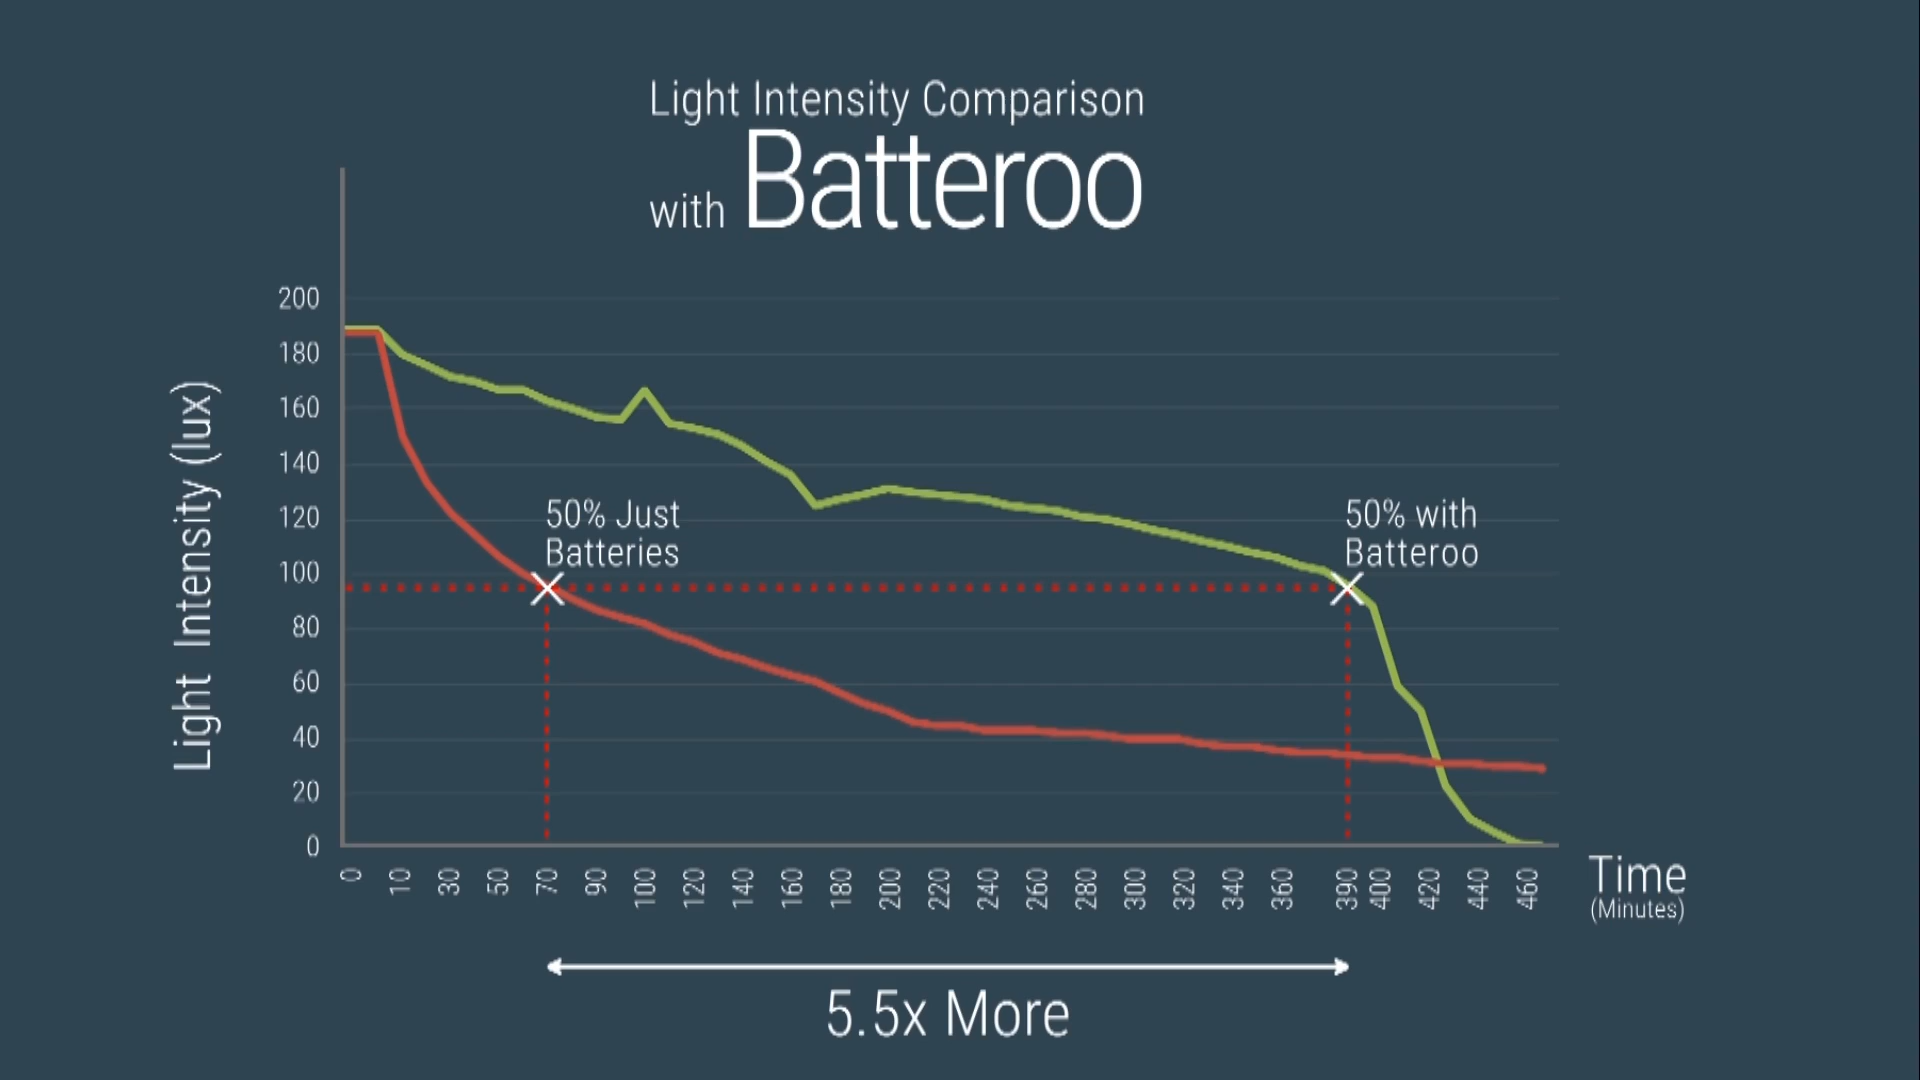 Light Intensity Comparison
with Batteroo
Light Intensity (lux)
200
180
160
140
120
100
80
60
40
20
0
50% Just
Batteries
50% with
Batteroo
0 10 30 50 70 90 100 120 140 160 180 200 220 240 260 280 300 320 340 360 390 400 420 440 460
Time
(Minutes)
5.5x More